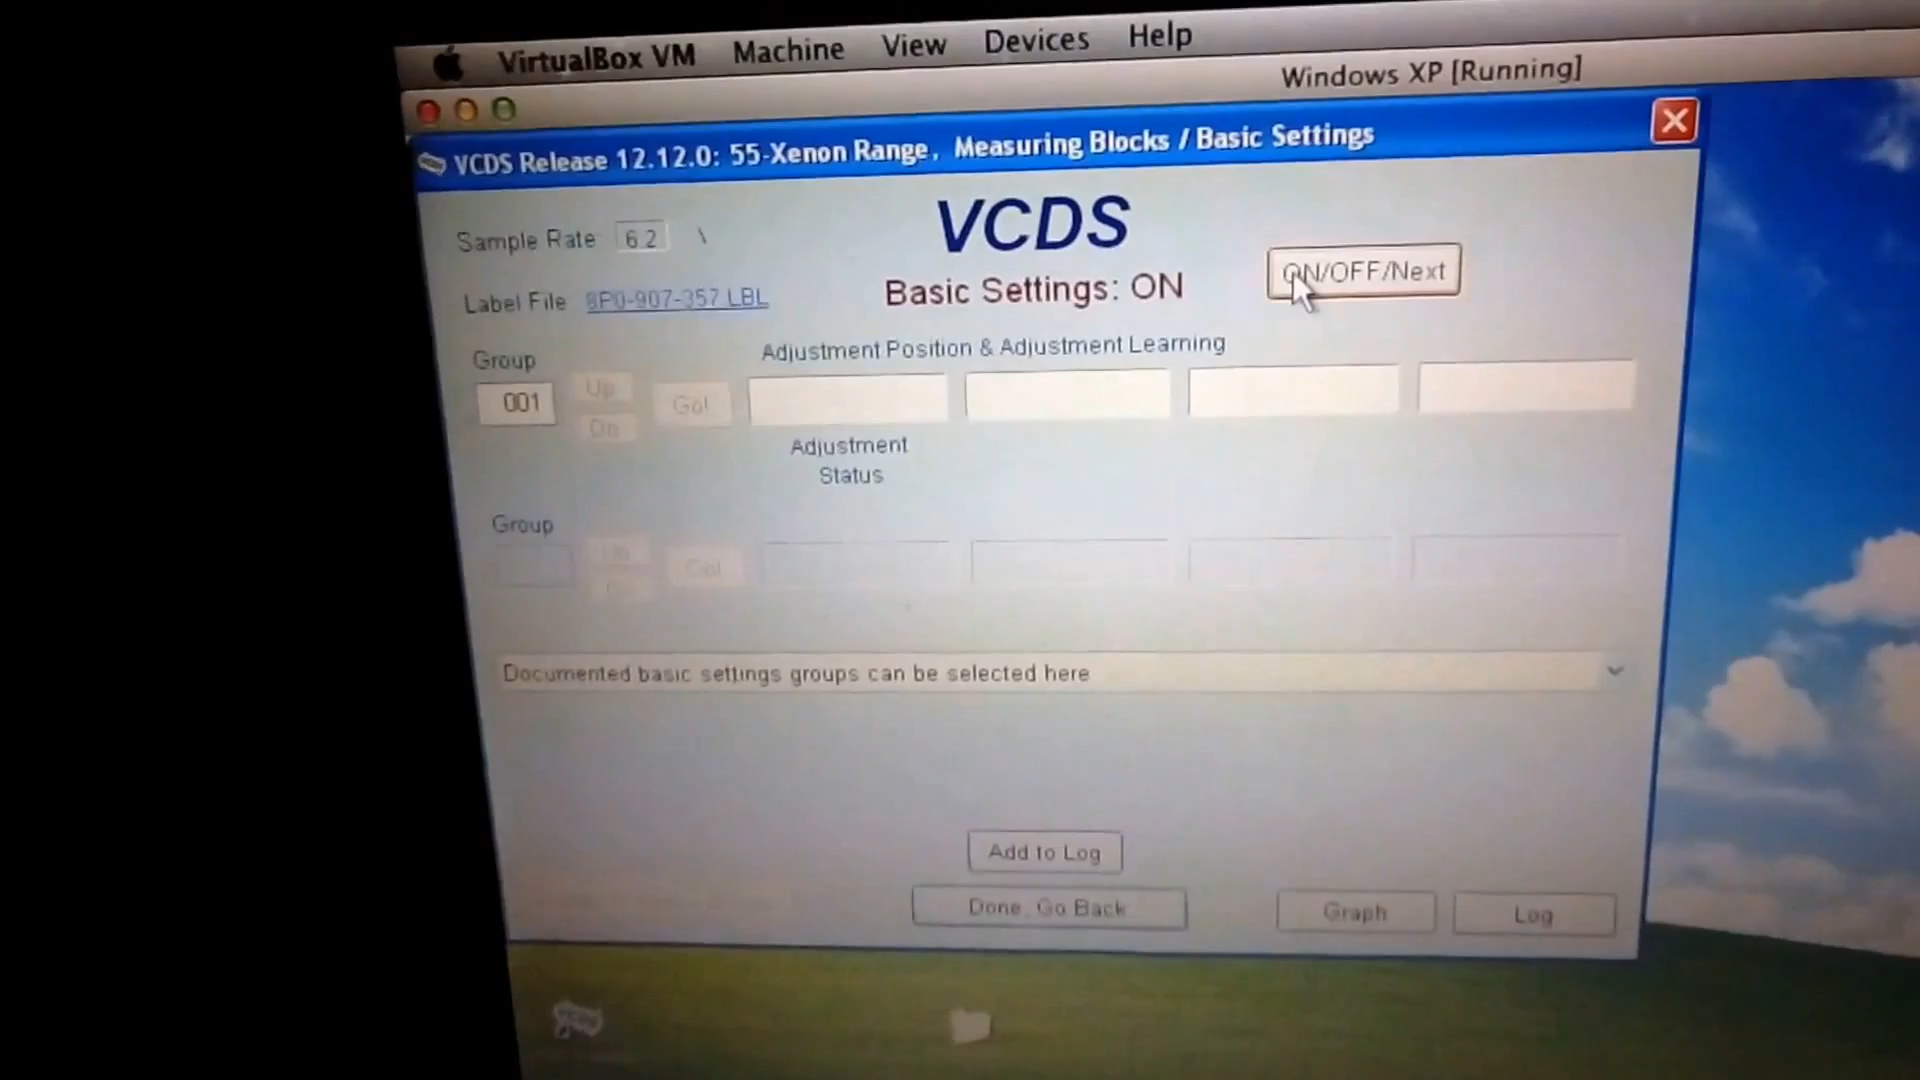 VirtualBox VM Machine View Devices Help
Windows XP [Running]
VCDS Release 12.12.0: 55-Xenon Range, Measuring Blocks / Basic Settings
VCDS
Sample Rate 6.2 \
Basic Settings: ON
ON/OFF/Next
Label File 8P0-907-357.LBL
Adjustment Position & Adjustment Learning
Group
001 Up Go!
Dn
Adjustment
Status
Group
Go!
Documented basic settings groups can be selected here
Add to Log
Done, Go Back
Graph
Log